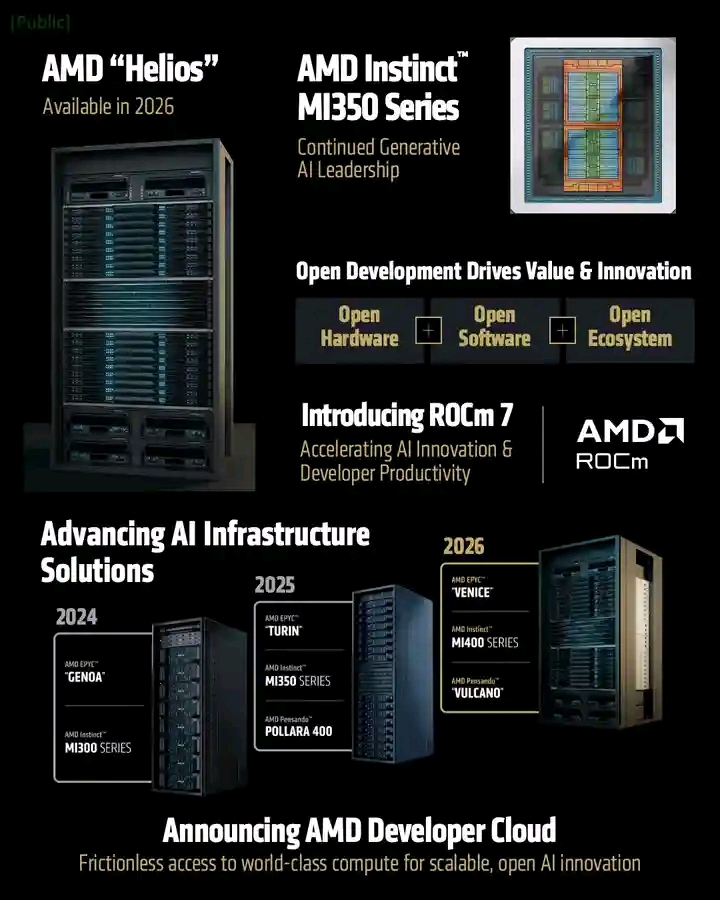 [Public]
AMD “Helios”
Available in 2026
AMD Instinct™
MI350 Series
Continued Generative
AI Leadership
Open Development Drives Value & Innovation
Open
Hardware
+
Open
Software
+
Open
Ecosystem
Introducing ROCm 7
Accelerating AI Innovation &
Developer Productivity
AMD
ROCm
Advancing AI Infrastructure
Solutions
2024
AMD EPYC™
“GENOA”
AMD Instinct™
MI300 SERIES
2025
AMD EPYC™
“TURIN”
AMD Instinct™
MI350 SERIES
AMD Pensando™
POLLARA 400
2026
AMD EPYC™
“VENICE”
AMD Instinct™
MI400 SERIES
AMD Pensando™
“VULCANO”
Announcing AMD Developer Cloud
Frictionless access to world-class compute for scalable, open AI innovation